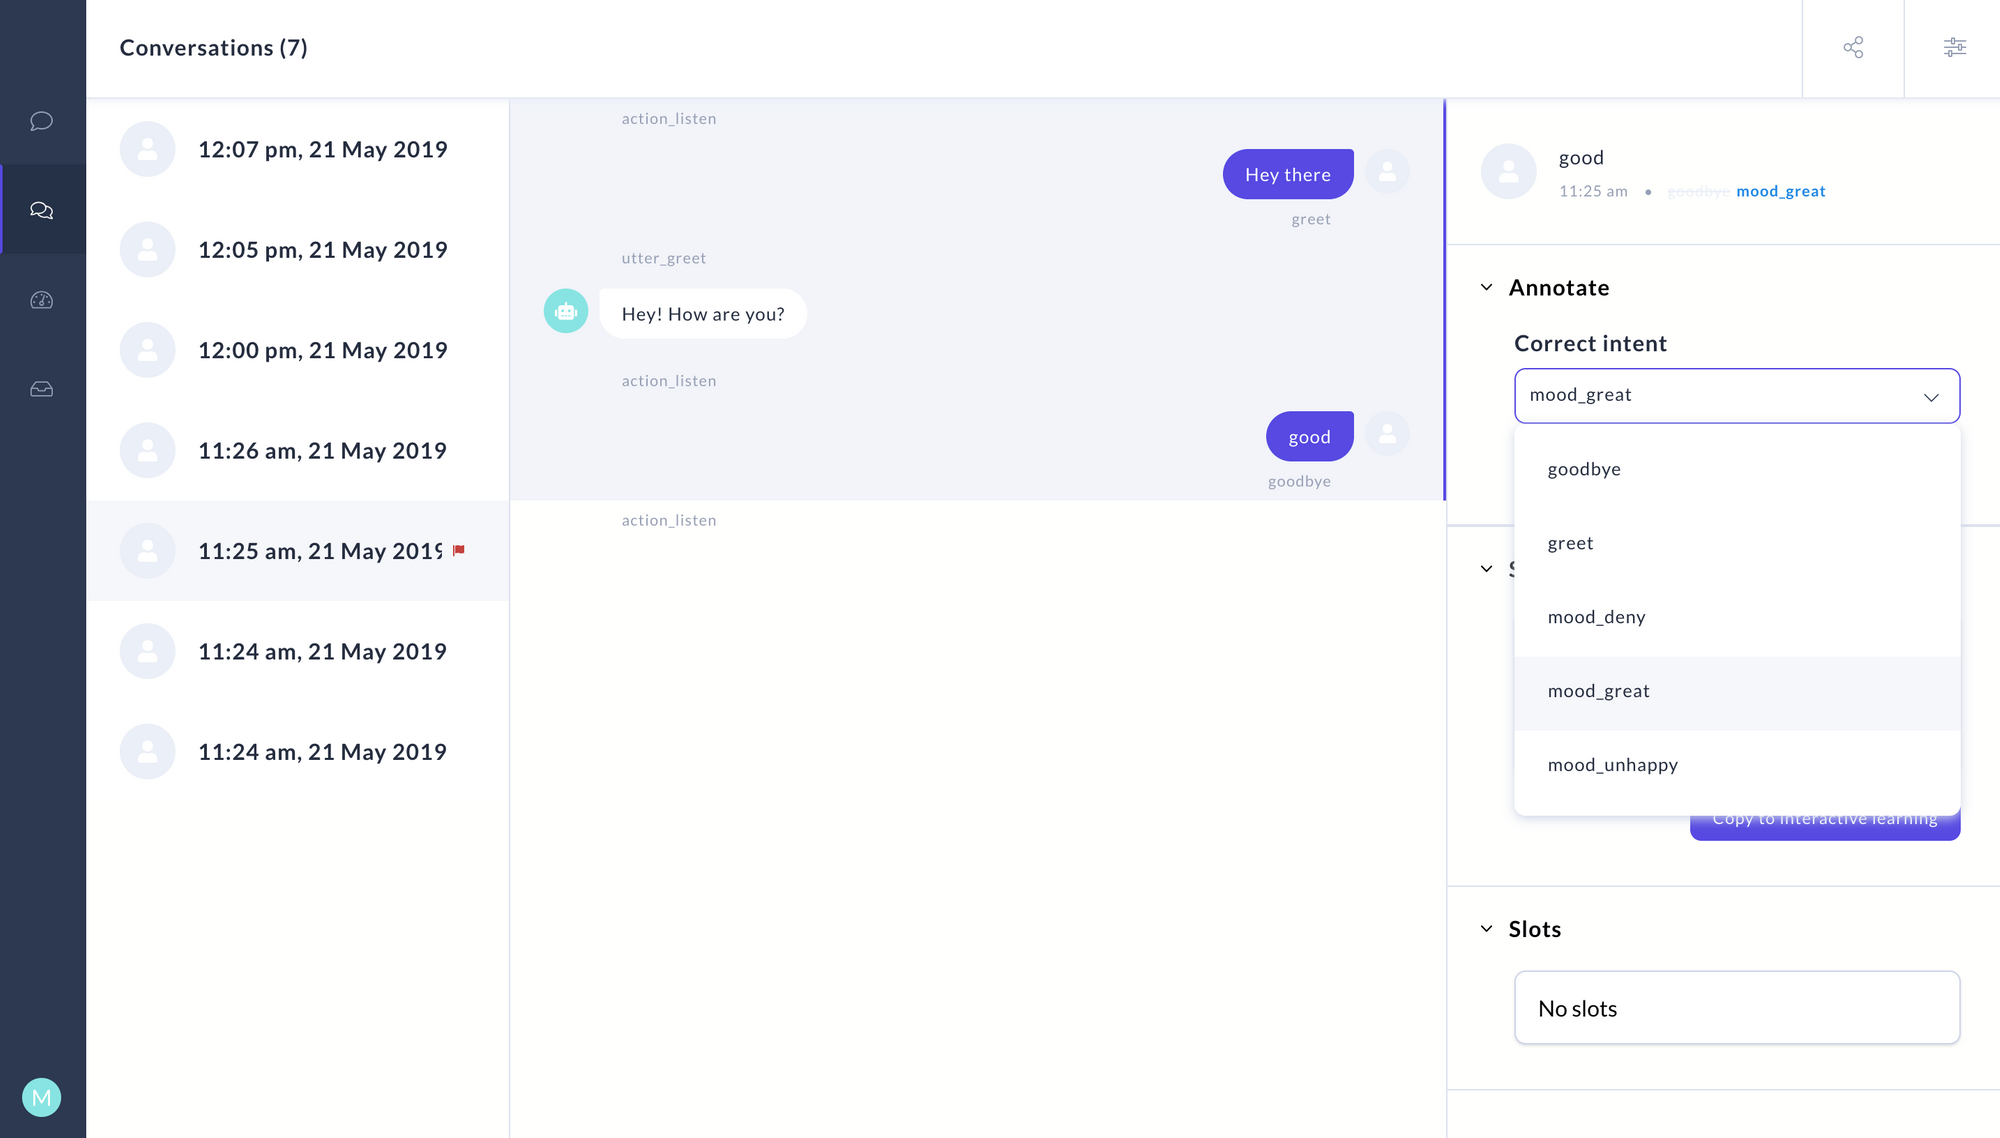 Conversations (7)
12:07 pm, 21 May 2019
12:05 pm, 21 May 2019
12:00 pm, 21 May 2019
11:26 am, 21 May 2019
11:25 am, 21 May 2019
11:24 am, 21 May 2019
11:24 am, 21 May 2019
M
action_listen
Hey there
greet
utter_greet
Hey! How are you?
action_listen
good
goodbye
action_listen
good
11:25 am • goodbye mood_great
Annotate
Correct intent
mood_great
goodbye
greet
mood_deny
mood_great
mood_unhappy
Copy to interactive learning
Slots
No slots